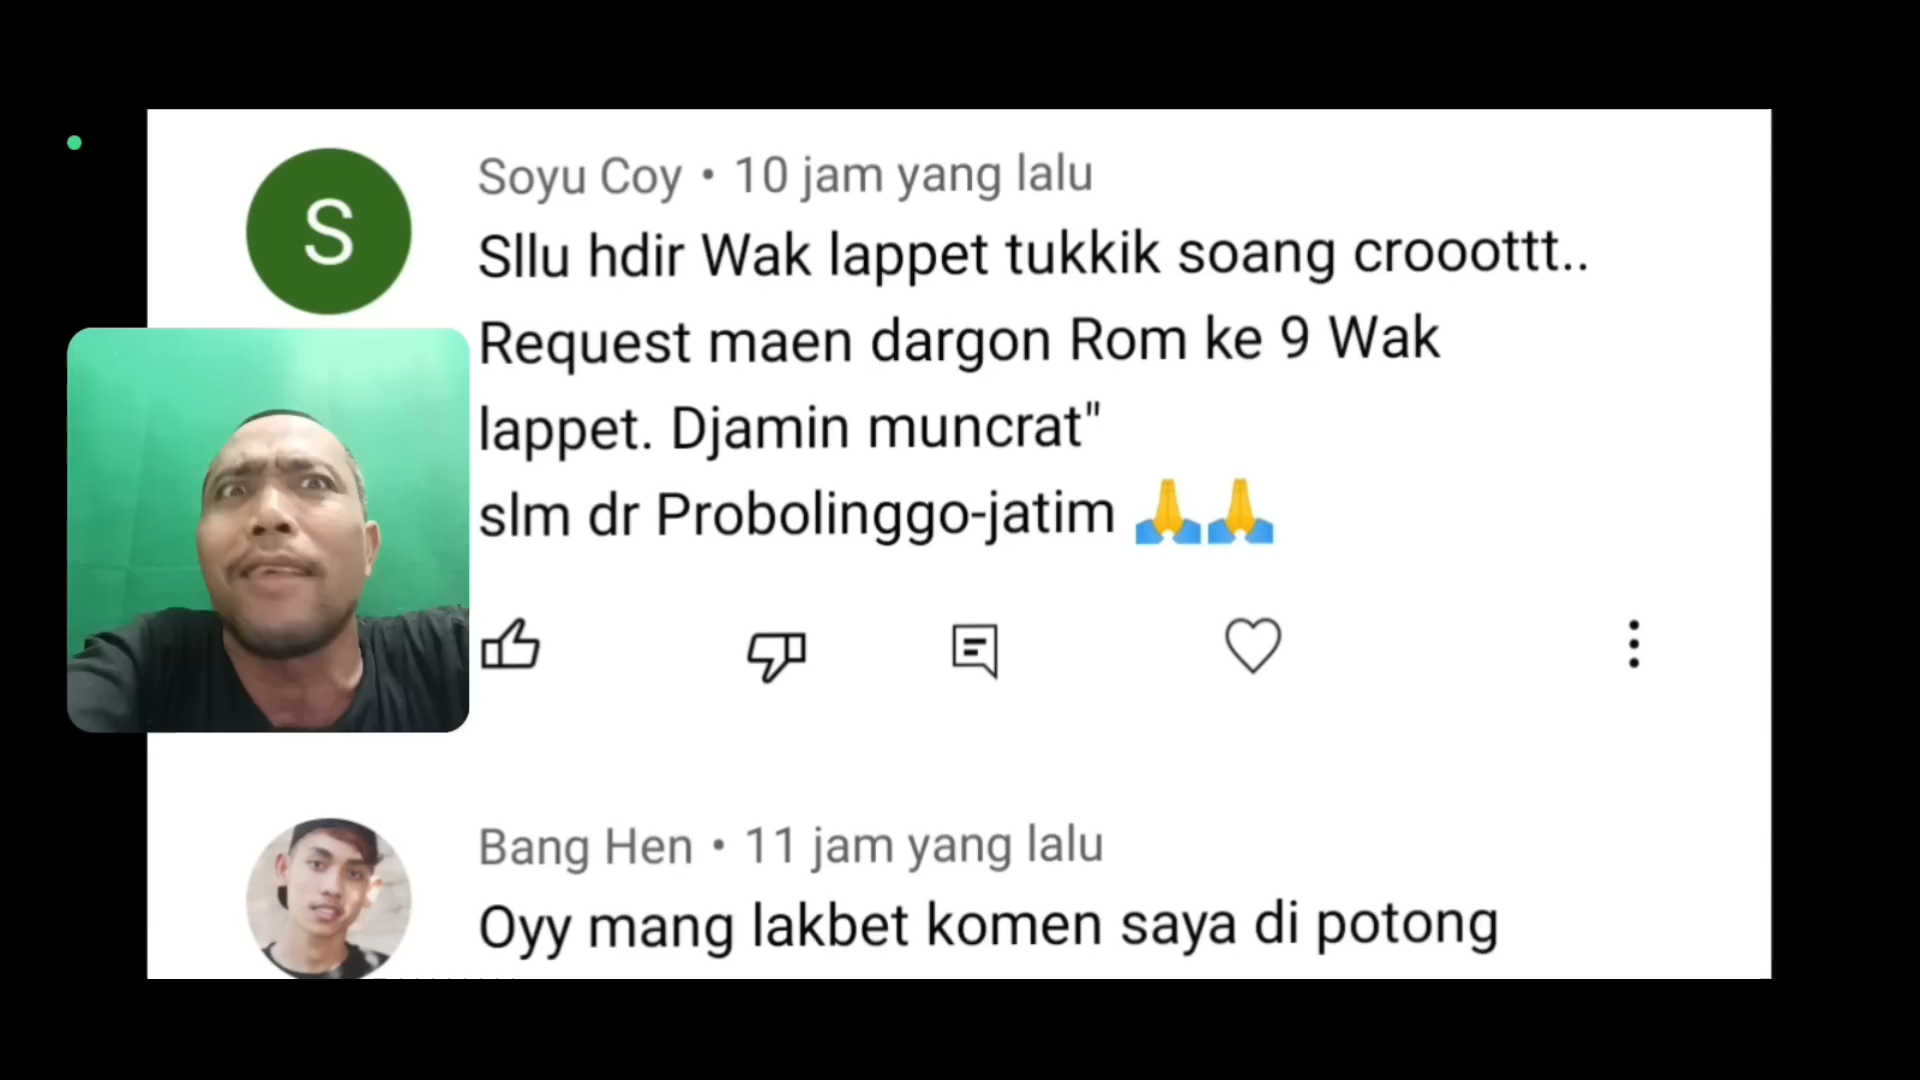 S
Soyu Coy • 10 jam yang lalu
Sllu hdir Wak lappet tukkik soang crooottt..
Request maen dargon Rom ke 9 Wak
lappet. Djamin muncrat"
slm dr Probolinggo-jatim 🙏🙏
Bang Hen • 11 jam yang lalu
Oyy mang lakbet komen saya di potong